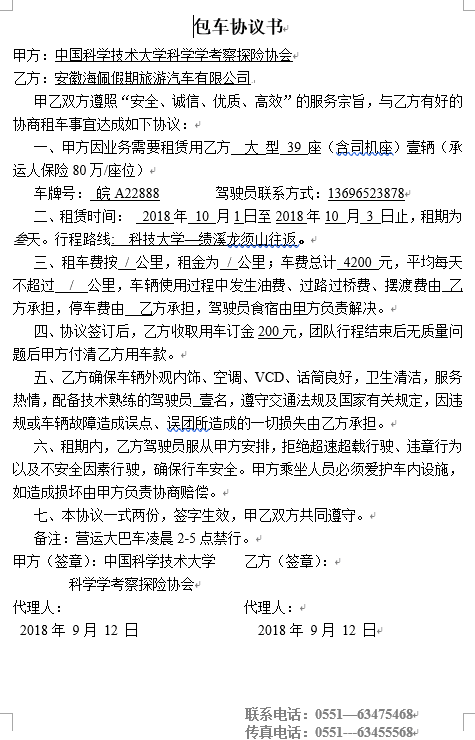 包车协议书
甲方：中国科学技术大学科学学考察探险协会
乙方：安徽海佩假期旅游汽车有限公司
甲乙双方遵照“安全、诚信、优质、高效”的服务宗旨，与乙方有好的
协商租车事宜达成如下协议：
一、甲方因业务需要租赁用乙方 大 型 39 座（含司机座）壹辆（承
运人保险 80 万/座位）
车牌号： 皖 A22888 驾驶员联系方式：13696523878
二、租赁时间： 2018 年 10 月 1 日至 2018 年 10 月 3 日止，租期为
叁天。行程路线: 科技大学—绩溪龙须山往返。
三、租车费按 / 公里，租金为 / 公里；车费总计 4200 元，平均每天
不超过 / 公里，车辆使用过程中发生油费、过路过桥费、摆渡费由 乙
方承担，停车费由 乙方承担，驾驶员食宿由甲方负责解决。
四、协议签订后，乙方收取用车订金 200 元，团队行程结束后无质量问
题后甲方付清乙方用车款。
五、乙方确保车辆外观内饰、空调、VCD、话筒良好，卫生清洁，服务
热情，配备技术熟练的驾驶员 壹名，遵守交通法规及国家有关规定，因违
规或车辆故障造成误点、误团所造成的一切损失由乙方承担。
六、租期内，乙方驾驶员服从甲方安排，拒绝超速超载行驶、违章行为
以及不安全因素行驶，确保行车安全。甲方乘坐人员必须爱护车内设施，
如造成损坏由甲方负责协商赔偿。
七、本协议一式两份，签字生效，甲乙双方共同遵守。
备注：营运大巴车凌晨 2-5 点禁行。
甲方（签章）：中国科学技术大学 乙方（签章）：
科学学考察探险协会
代理人： 代理人：
2018 年 9 月 12 日 2018 年 9 月 12 日
联系电话：0551—63475468
传真电话：0551—63455568